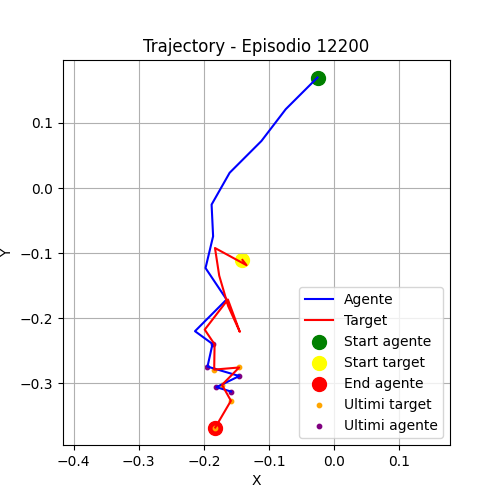 Trajectory - Episodio 12200
Y
0.1
0.0
−0.1
−0.2
−0.3
−0.4
−0.3
−0.2
−0.1
0.0
0.1
X
Agente
Target
Start agente
Start target
End agente
Ultimi target
Ultimi agente